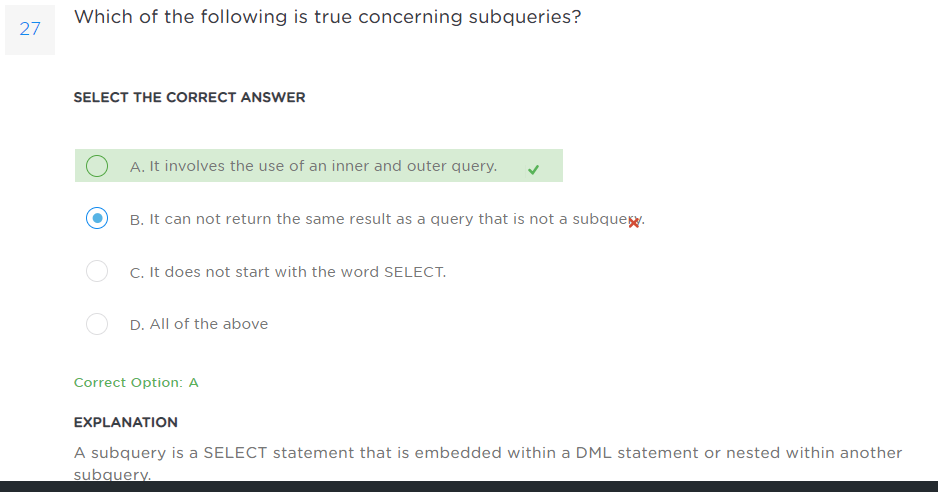 27
Which of the following is true concerning subqueries?
SELECT THE CORRECT ANSWER
A. It involves the use of an inner and outer query.
B. It can not return the same result as a query that is not a subquery.
C. It does not start with the word SELECT.
D. All of the above
Correct Option: A
EXPLANATION
A subquery is a SELECT statement that is embedded within a DML statement or nested within another
subquery.